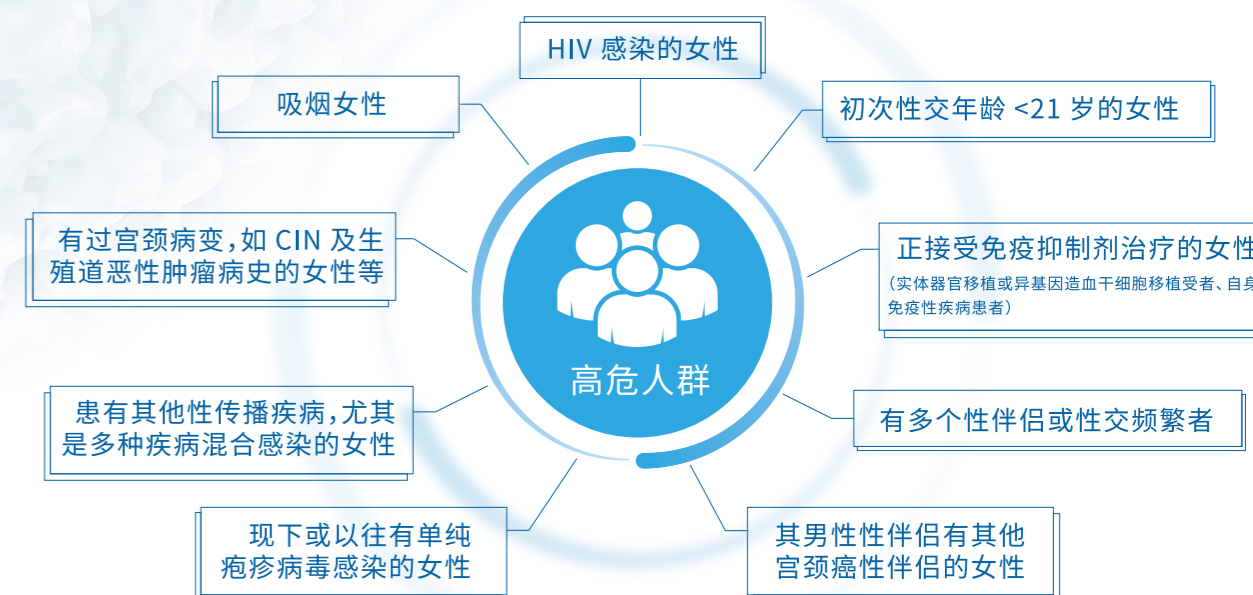 HIV 感染的女性
初次性交年龄 <21 岁的女性
正接受免疫抑制剂治疗的女性
（实体器官移植或异基因造血干细胞移植受者、自身
免疫性疾病患者）
有多个性伴侣或性交频繁者
其男性性伴侣有其他
宫颈癌性伴侣的女性
现下或以往有单纯
疱疹病毒感染的女性
患有其他性传播疾病，尤其
是多种疾病混合感染的女性
有过宫颈病变，如 CIN 及生
殖道恶性肿瘤病史的女性等
吸烟女性
高危人群